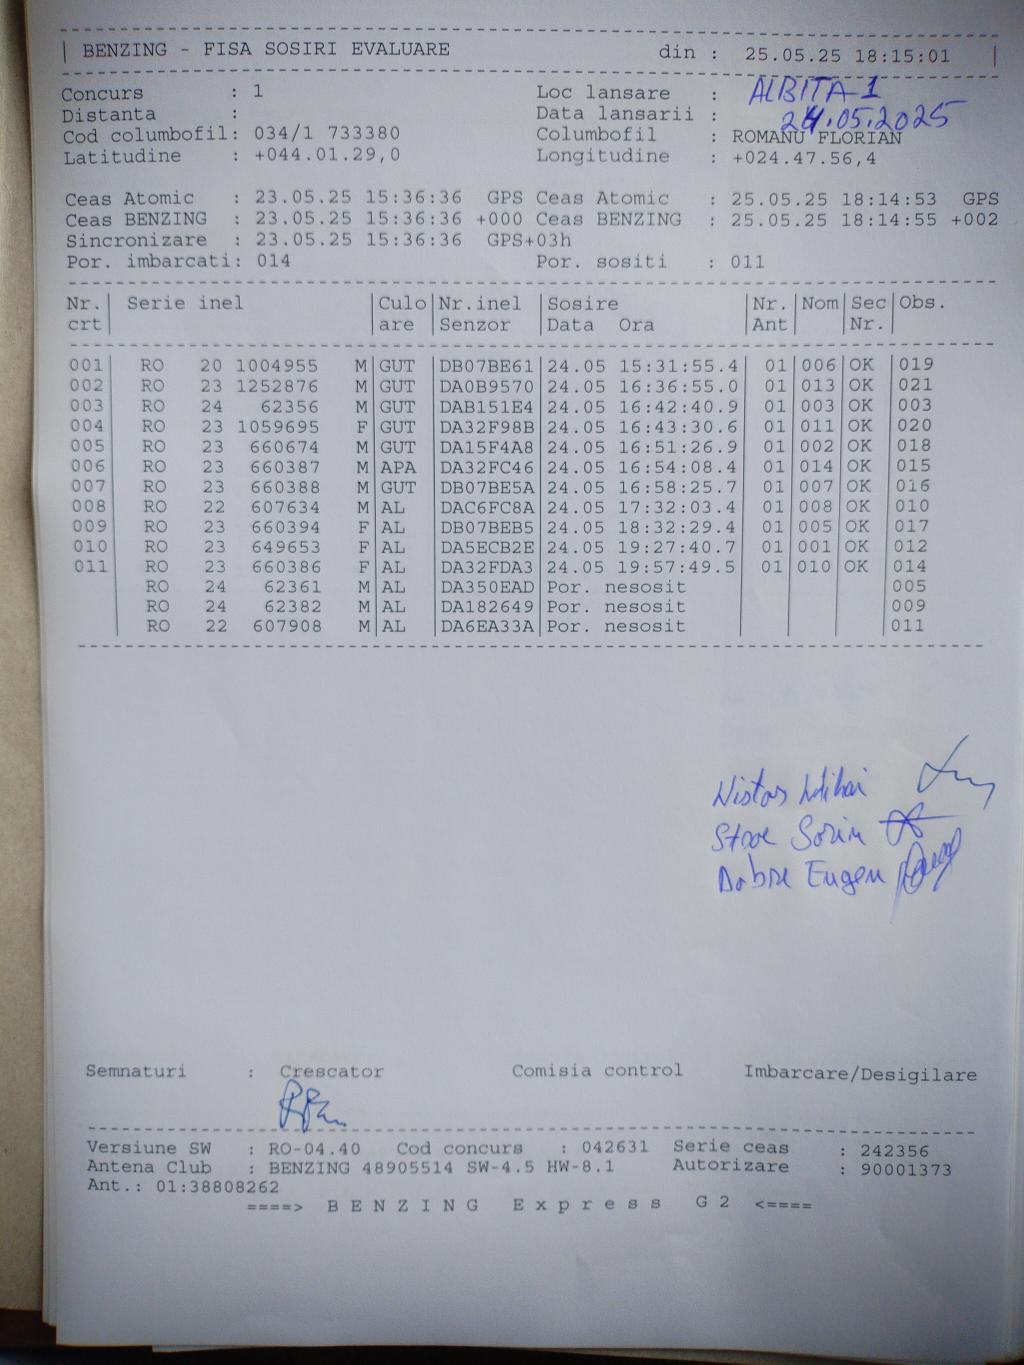 BENZING - FISA SOSIRI EVALUARE din : 25.05.25 18:15:01
Concurs : 1 Loc lansare : ALBITA-1
Distanta : Data lansarii : 24.05.2025
Cod columbofil: 034/1 733380 Columbofil : ROMANU FLORIAN
Latitudine : +044.01.29,0 Longitudine : +024.47.56,4
Ceas Atomic : 23.05.25 15:36:36 GPS Ceas Atomic : 25.05.25 18:14:53 GPS
Ceas BENZING : 23.05.25 15:36:36 +000 Ceas BENZING : 25.05.25 18:14:55 +002
Sincronizare : 23.05.25 15:36:36 GPS+03h
Por. imbarcati: 014 Por. sositi : 011
Nr. | Serie inel | Culo | Nr.inel | Sosire | Nr. | Nom | Sec | Obs.
crt | | are | Senzor | Data Ora | Ant | | Nr. |
001 | RO 20 1004955 M | GUT | DB07BE61 | 24.05 15:31:55.4 | 01 | 006 | OK | 019
002 | RO 23 1252876 M | GUT | DA0B9570 | 24.05 16:36:55.0 | 01 | 013 | OK | 021
003 | RO 24 62356 M | GUT | DAB151E4 | 24.05 16:42:40.9 | 01 | 003 | OK | 003
004 | RO 23 1059695 F | GUT | DA32F98B | 24.05 16:43:30.6 | 01 | 011 | OK | 020
005 | RO 23 660674 M | GUT | DA15F4A8 | 24.05 16:51:26.9 | 01 | 002 | OK | 018
006 | RO 23 660387 M | APA | DA32FC46 | 24.05 16:54:08.4 | 01 | 014 | OK | 015
007 | RO 23 660388 M | GUT | DB07BE5A | 24.05 16:58:25.7 | 01 | 007 | OK | 016
008 | RO 22 607634 M | AL | DAC6FC8A | 24.05 17:32:03.4 | 01 | 008 | OK | 010
009 | RO 23 660394 F | AL | DB07BEB5 | 24.05 18:32:29.4 | 01 | 005 | OK | 017
010 | RO 23 649653 F | AL | DA5ECB2E | 24.05 19:27:40.7 | 01 | 001 | OK | 012
011 | RO 23 660386 F | AL | DA32FDA3 | 24.05 19:57:49.5 | 01 | 010 | OK | 014
| RO 24 62361 M | AL | DA350EAD | Por. nesosit | | | | 005
| RO 24 62382 M | AL | DA182649 | Por. nesosit | | | | 009
| RO 22 607908 M | AL | DA6EA33A | Por. nesosit | | | | 011
Mihai
Stroe Sorin
Dobre Eugen
Semnaturi : Crescator Comisia control Imbarcare/Desigilare
Versiune SW : RO-04.40 Cod concurs : 042631 Serie ceas : 242356
Antena Club : BENZING 48905514 SW-4.5 HW-8.1 Autorizare : 90001373
Ant.: 01:38808262
====> B E N Z I N G E x p r e s s G 2 <====